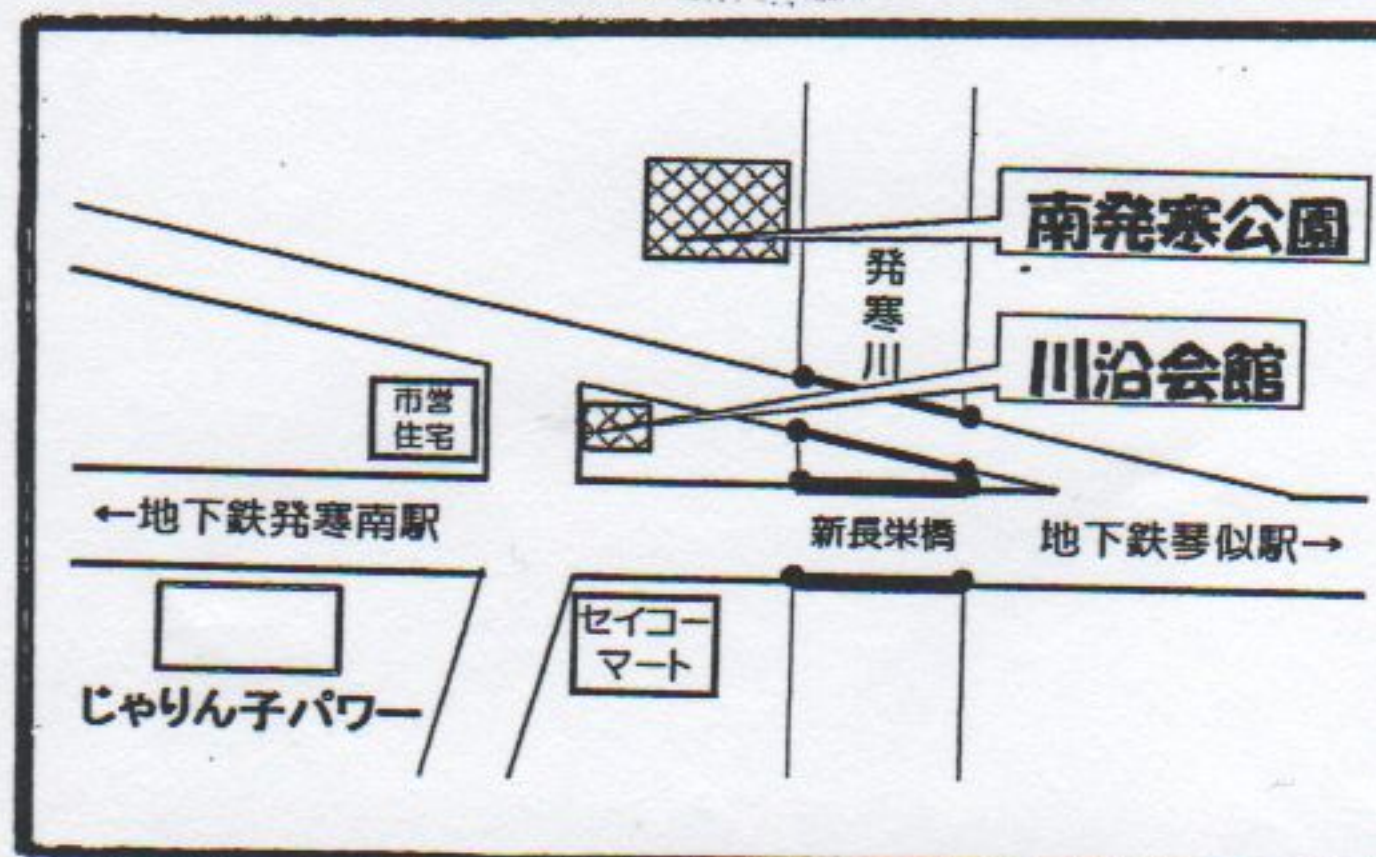 南発寒公園
発寒川
川沿会館
市営
住宅
←地下鉄発寒南駅
新長栄橋
地下鉄琴似駅→
セイコー
マート
じゃりん子パワー